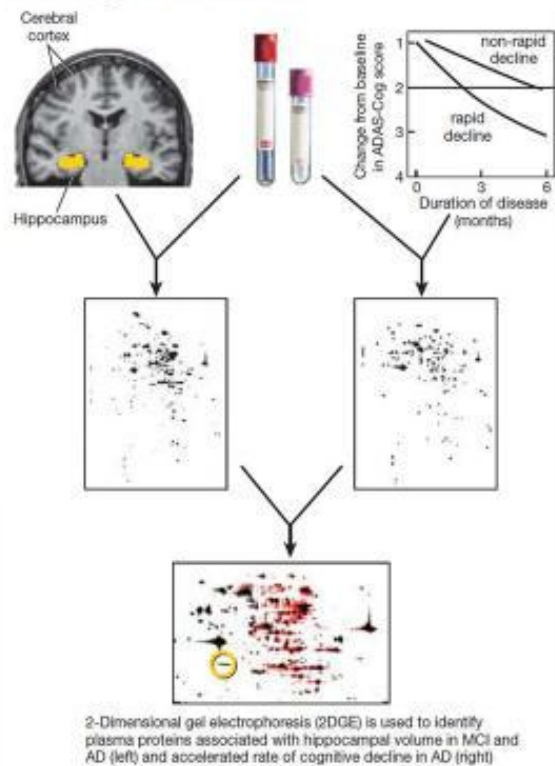 Cerebral
cortex
Hippocampus
Change from baseline
in ADAS-Cog score
1
2
3
4
non-rapid
decline
rapid
decline
0
3
6
Duration of disease
(months)
2-Dimensional gel electrophoresis (2DGE) is used to identify
plasma proteins associated with hippocampal volume in MCI and
AD (left) and accelerated rate of cognitive decline in AD (right)